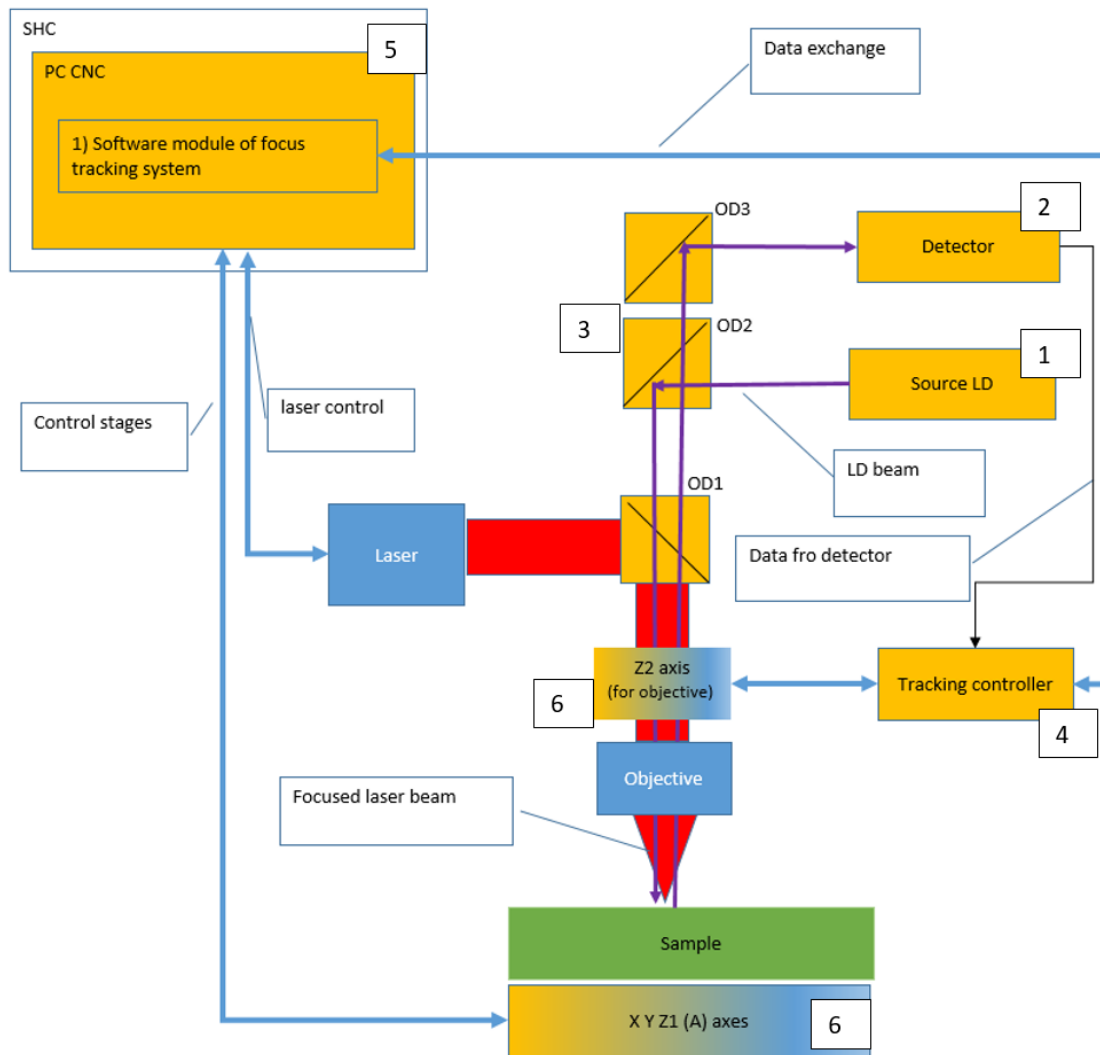 SHC
5
PC CNC
1) Software module of focus
tracking system
Data exchange
OD3
2
Detector
3
OD2
1
Source LD
Control stages
laser control
LD beam
OD1
Laser
Data fro detector
Z2 axis
(for objective)
6
Tracking controller
4
Objective
Focused laser beam
Sample
X Y Z1 (A) axes
6